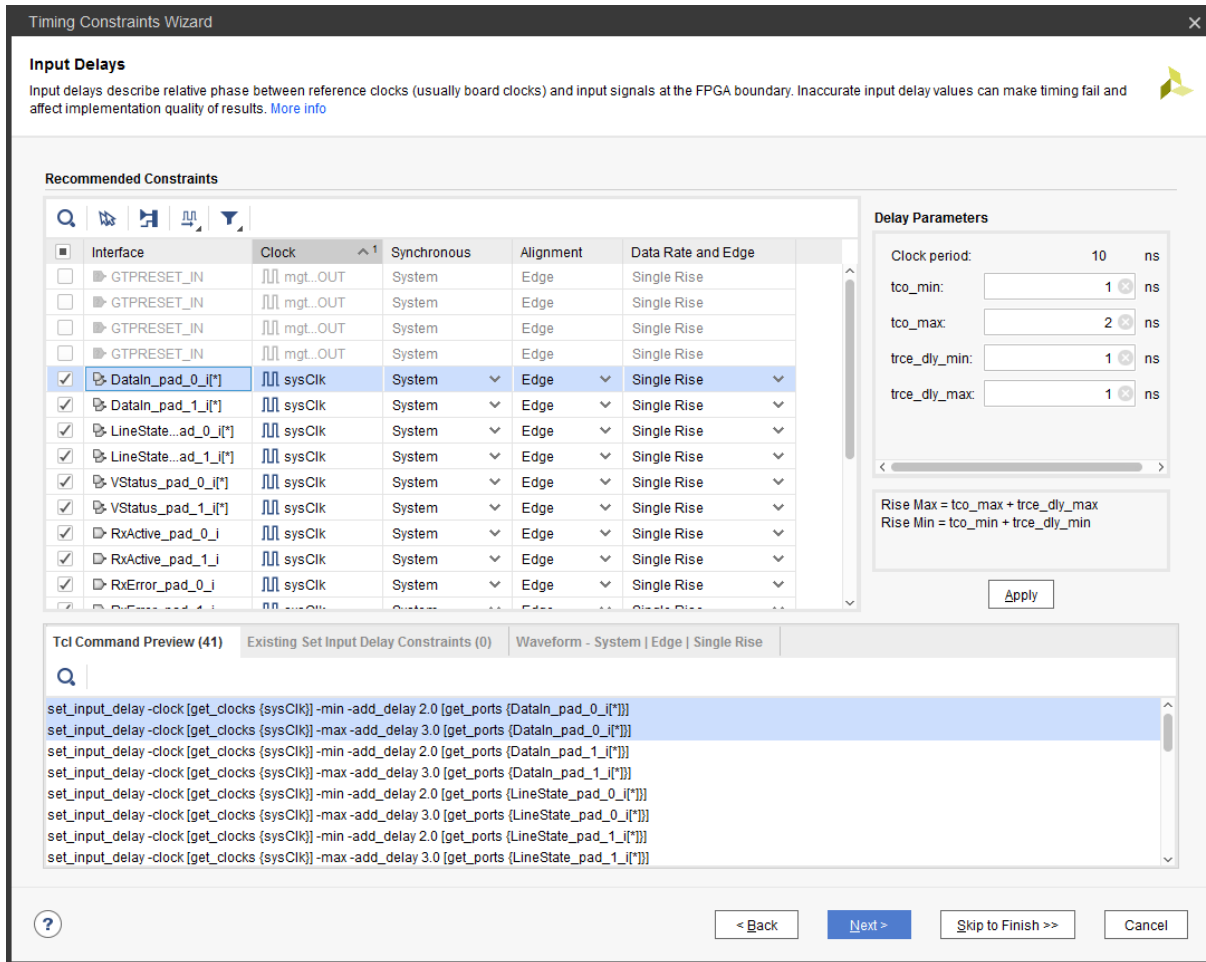 Timing Constraints Wizard
Input Delays
Input delays describe relative phase between reference clocks (usually board clocks) and input signals at the FPGA boundary. Inaccurate input delay values can make timing fail and
affect implementation quality of results. More info
Recommended Constraints
Interface Clock 1 Synchronous Alignment Data Rate and Edge
GTPRESET_IN mgt...OUT System Edge Single Rise
GTPRESET_IN mgt...OUT System Edge Single Rise
GTPRESET_IN mgt...OUT System Edge Single Rise
GTPRESET_IN mgt...OUT System Edge Single Rise
DataIn_pad_0_i[*] sysClk System Edge Single Rise
DataIn_pad_1_i[*] sysClk System Edge Single Rise
LineState...ad_0_i[*] sysClk System Edge Single Rise
LineState...ad_1_i[*] sysClk System Edge Single Rise
VStatus_pad_0_i[*] sysClk System Edge Single Rise
VStatus_pad_1_i[*] sysClk System Edge Single Rise
RxActive_pad_0_i sysClk System Edge Single Rise
RxActive_pad_1_i sysClk System Edge Single Rise
RxError_pad_0_i sysClk System Edge Single Rise
Delay Parameters
Clock period: 10 ns
tco_min: 1 ns
tco_max: 2 ns
trce_dly_min: 1 ns
trce_dly_max: 1 ns
Rise Max = tco_max + trce_dly_max
Rise Min = tco_min + trce_dly_min
Apply
Tcl Command Preview (41) Existing Set Input Delay Constraints (0) Waveform - System | Edge | Single Rise
set_input_delay -clock [get_clocks {sysClk}] -min -add_delay 2.0 [get_ports {DataIn_pad_0_i[*]}]
set_input_delay -clock [get_clocks {sysClk}] -max -add_delay 3.0 [get_ports {DataIn_pad_0_i[*]}]
set_input_delay -clock [get_clocks {sysClk}] -min -add_delay 2.0 [get_ports {DataIn_pad_1_i[*]}]
set_input_delay -clock [get_clocks {sysClk}] -max -add_delay 3.0 [get_ports {DataIn_pad_1_i[*]}]
set_input_delay -clock [get_clocks {sysClk}] -min -add_delay 2.0 [get_ports {LineState_pad_0_i[*]}]
set_input_delay -clock [get_clocks {sysClk}] -max -add_delay 3.0 [get_ports {LineState_pad_0_i[*]}]
set_input_delay -clock [get_clocks {sysClk}] -min -add_delay 2.0 [get_ports {LineState_pad_1_i[*]}]
set_input_delay -clock [get_clocks {sysClk}] -max -add_delay 3.0 [get_ports {LineState_pad_1_i[*]}]
? < Back Next > Skip to Finish >> Cancel